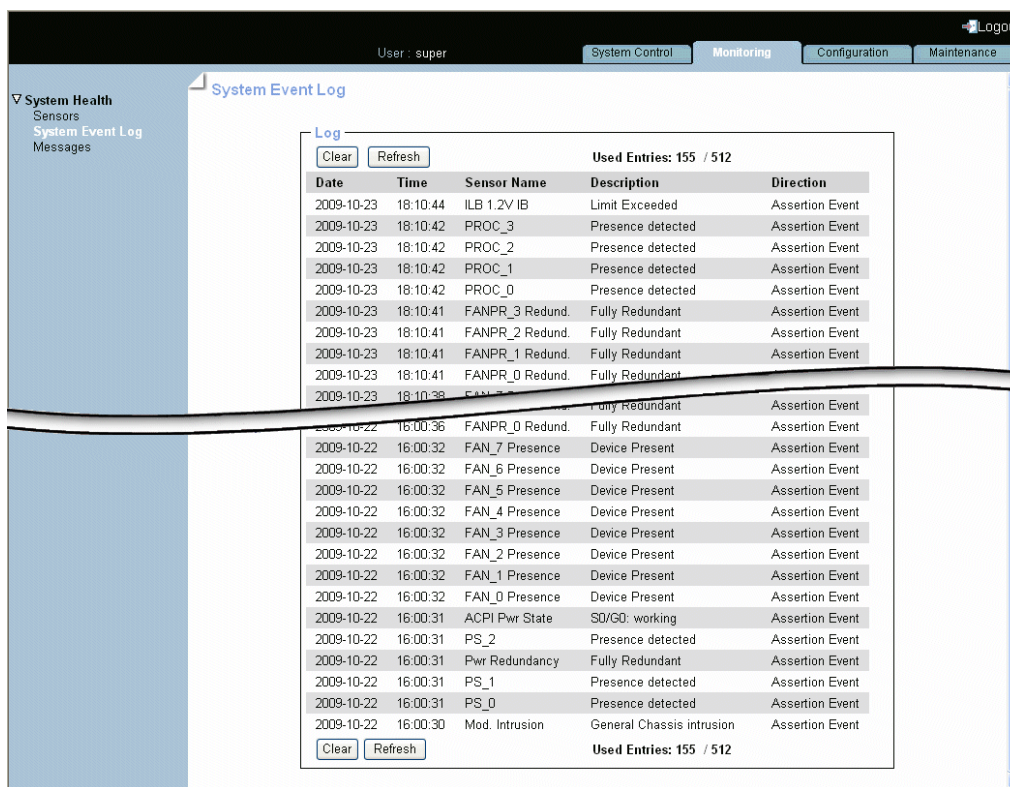 Logou
User : super System Control Monitoring Configuration Maintenance
System Health
Sensors
System Event Log
Messages
System Event Log
Log
Clear Refresh Used Entries: 155 / 512
Date Time Sensor Name Description Direction
2009-10-23 18:10:44 ILB 1.2V IB Limit Exceeded Assertion Event
2009-10-23 18:10:42 PROC_3 Presence detected Assertion Event
2009-10-23 18:10:42 PROC_2 Presence detected Assertion Event
2009-10-23 18:10:42 PROC_1 Presence detected Assertion Event
2009-10-23 18:10:42 PROC_0 Presence detected Assertion Event
2009-10-23 18:10:41 FANPR_3 Redund. Fully Redundant Assertion Event
2009-10-23 18:10:41 FANPR_2 Redund. Fully Redundant Assertion Event
2009-10-23 18:10:41 FANPR_1 Redund. Fully Redundant Assertion Event
2009-10-23 18:10:41 FANPR_0 Redund. Fully Redundant
2009-10-23 18:10:38
Fully Redundant Assertion Event
2009-10-22 16:00:36 FANPR_0 Redund. Fully Redundant Assertion Event
2009-10-22 16:00:32 FAN_7 Presence Device Present Assertion Event
2009-10-22 16:00:32 FAN_6 Presence Device Present Assertion Event
2009-10-22 16:00:32 FAN_5 Presence Device Present Assertion Event
2009-10-22 16:00:32 FAN_4 Presence Device Present Assertion Event
2009-10-22 16:00:32 FAN_3 Presence Device Present Assertion Event
2009-10-22 16:00:32 FAN_2 Presence Device Present Assertion Event
2009-10-22 16:00:32 FAN_1 Presence Device Present Assertion Event
2009-10-22 16:00:32 FAN_0 Presence Device Present Assertion Event
2009-10-22 16:00:31 ACPI Pwr State S0/G0: working Assertion Event
2009-10-22 16:00:31 PS_2 Presence detected Assertion Event
2009-10-22 16:00:31 Pwr Redundancy Fully Redundant Assertion Event
2009-10-22 16:00:31 PS_1 Presence detected Assertion Event
2009-10-22 16:00:31 PS_0 Presence detected Assertion Event
2009-10-22 16:00:30 Mod. Intrusion General Chassis intrusion Assertion Event
Clear Refresh Used Entries: 155 / 512